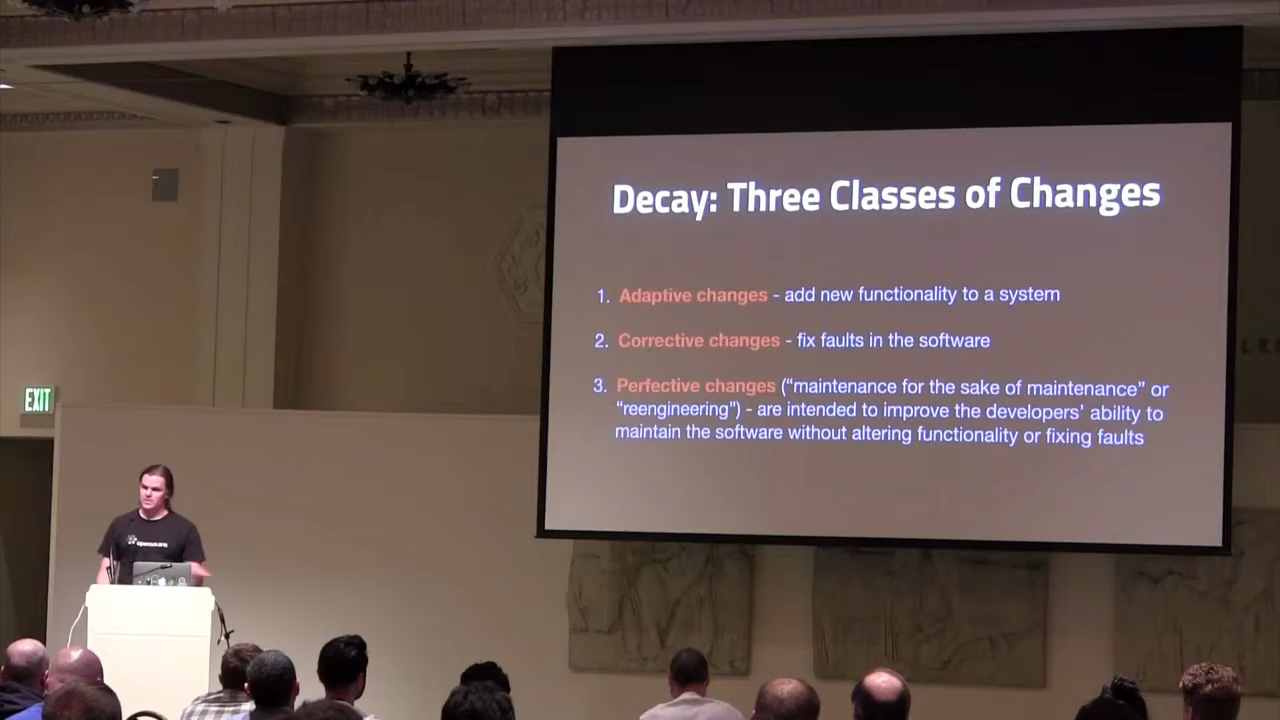 Decay: Three Classes of Changes
1. Adaptive changes - add new functionality to a system
2. Corrective changes - fix faults in the software
3. Perfective changes (“maintenance for the sake of maintenance” or
“reengineering”) - are intended to improve the developers’ ability to
maintain the software without altering functionality or fixing faults
EXIT